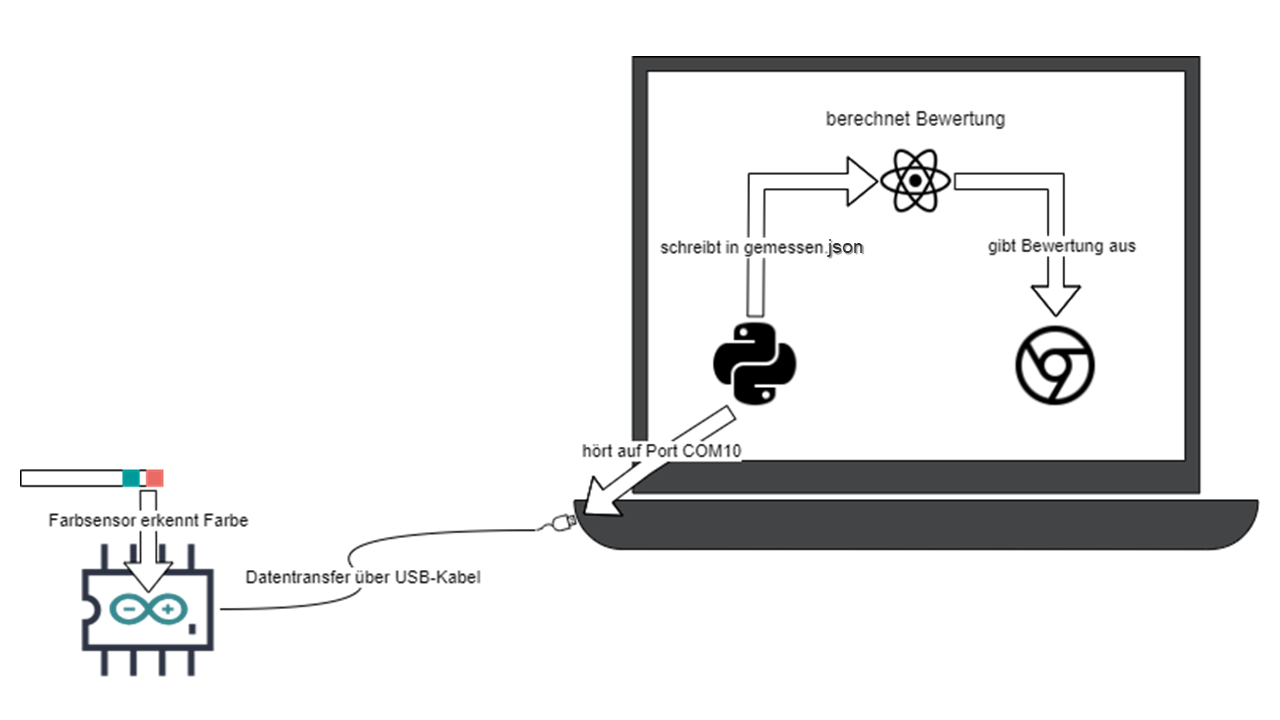 berechnet Bewertung
schreibt in gemessen.json
gibt Bewertung aus
hört auf Port COM10
Farbsensor erkennt Farbe
Datentransfer über USB-Kabel